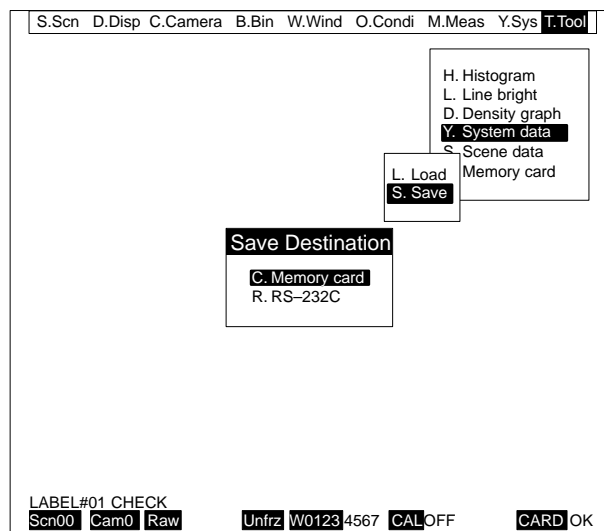 S.Scn D.Disp C.Camera B.Bin W.Wind O.Condi M.Meas Y.Sys T.Tool
H. Histogram
L. Line bright
D. Density graph
Y. System data
S. Scene data
Memory card
L. Load
S. Save
Save Destination
C. Memory card
R. RS–232C
LABEL#01 CHECK
Scn00 Cam0 Raw Unfrz W0123 4567 CAL OFF CARD OK